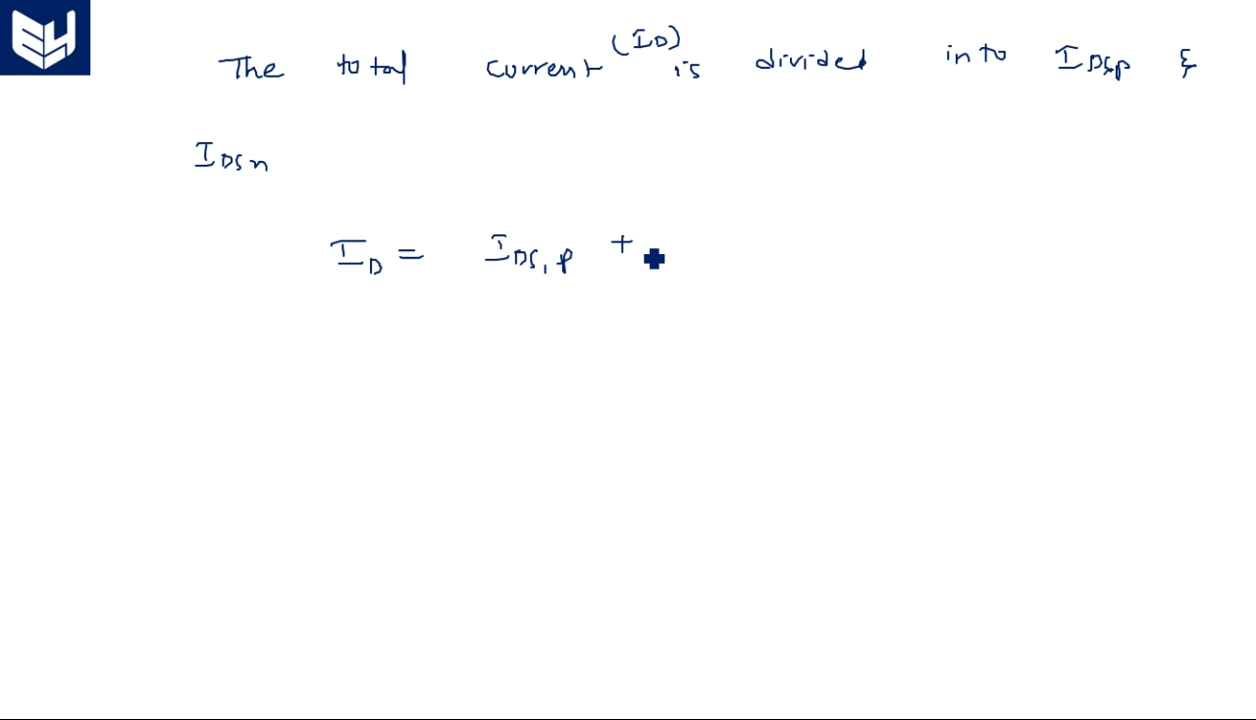 The total current (ID) is divided into IDSp &
IDSn
ID = IDS,p +